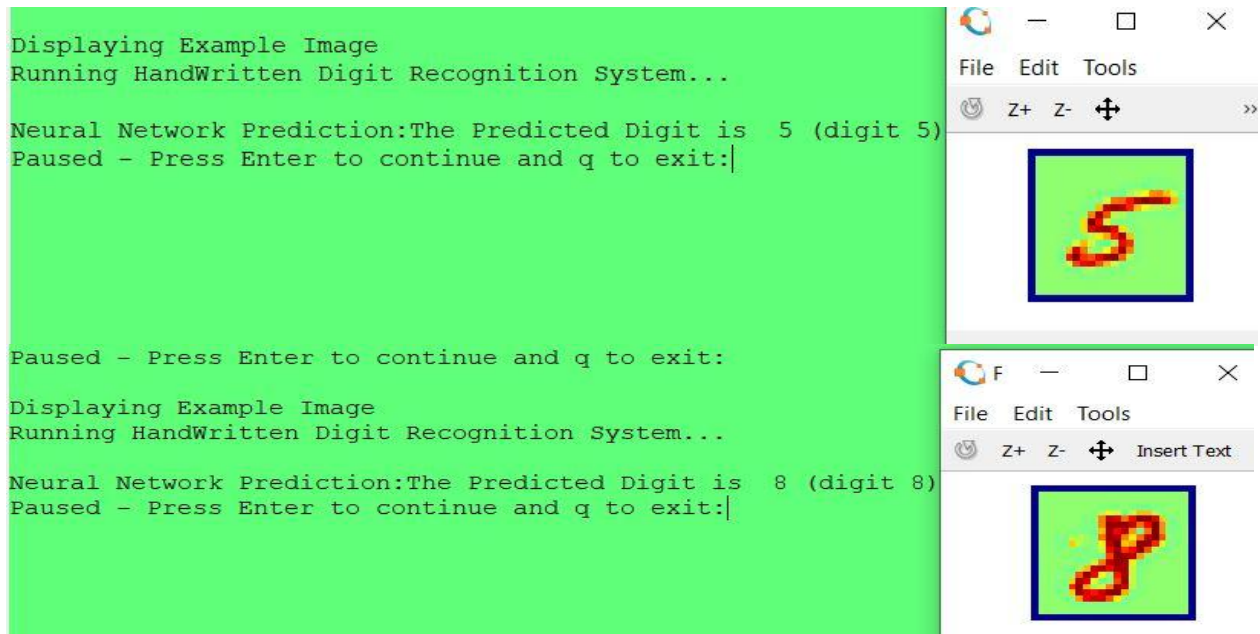 Displaying Example Image
Running HandWritten Digit Recognition System...
Neural Network Prediction:The Predicted Digit is  5 (digit 5)
Paused - Press Enter to continue and q to exit:
File Edit Tools
Z+ Z- »
5
Paused - Press Enter to continue and q to exit:
Displaying Example Image
Running HandWritten Digit Recognition System...
Neural Network Prediction:The Predicted Digit is  8 (digit 8)
Paused - Press Enter to continue and q to exit:
F
File Edit Tools
Z+ Z- Insert Text
8